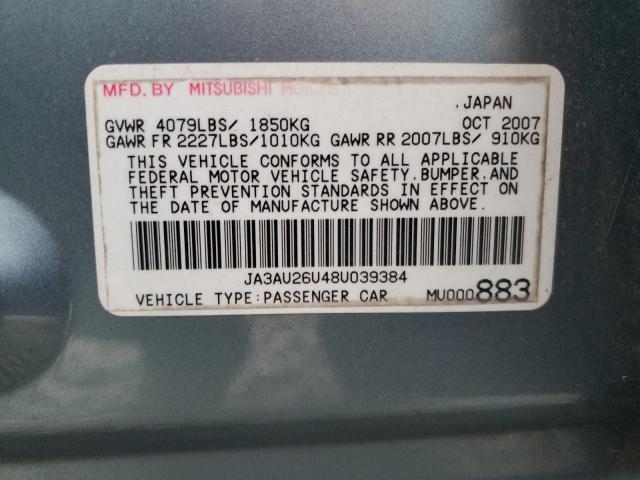 MFD. BY MITSUBISHI MOTORS
.JAPAN
GVWR 4079LBS/ 1850KG OCT 2007
GAWR FR 2227LBS/1010KG GAWR RR 2007LBS/ 910KG
THIS VEHICLE CONFORMS TO ALL APPLICABLE
FEDERAL MOTOR VEHICLE SAFETY,BUMPER,AND
THEFT PREVENTION STANDARDS IN EFFECT ON
THE DATE OF MANUFACTURE SHOWN ABOVE.
JA3AU26U48U039384
VEHICLE TYPE:PASSENGER CAR MU000883